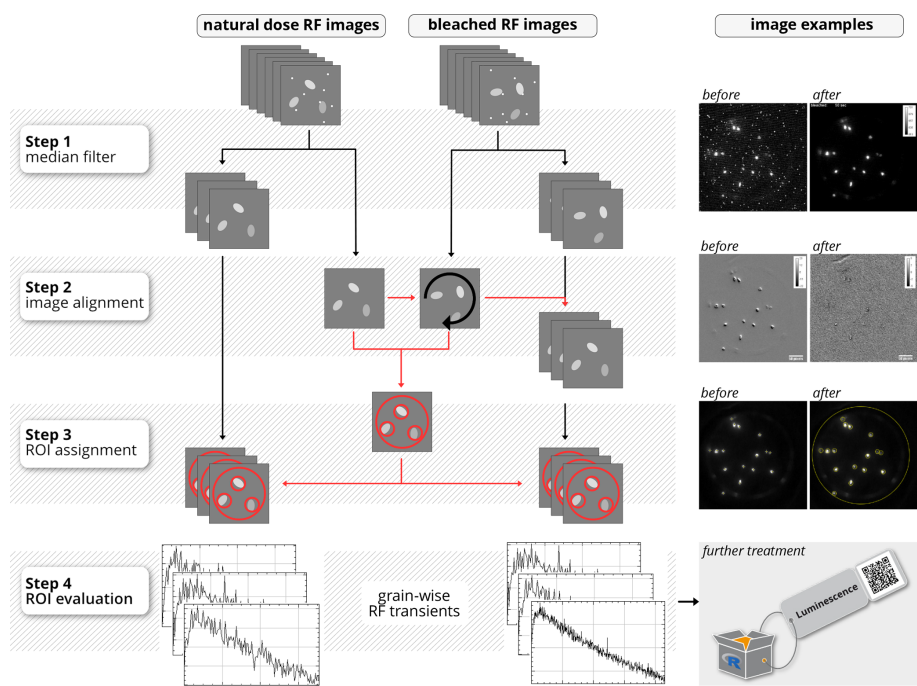 natural dose RF images
bleached RF images
image examples
Step 1
median filter
before
after
bleached
Step 2
image alignment
before
after
Step 3
ROI assignment
before
after
Step 4
ROI evaluation
grain-wise
RF transients
further treatment
Luminescence
R